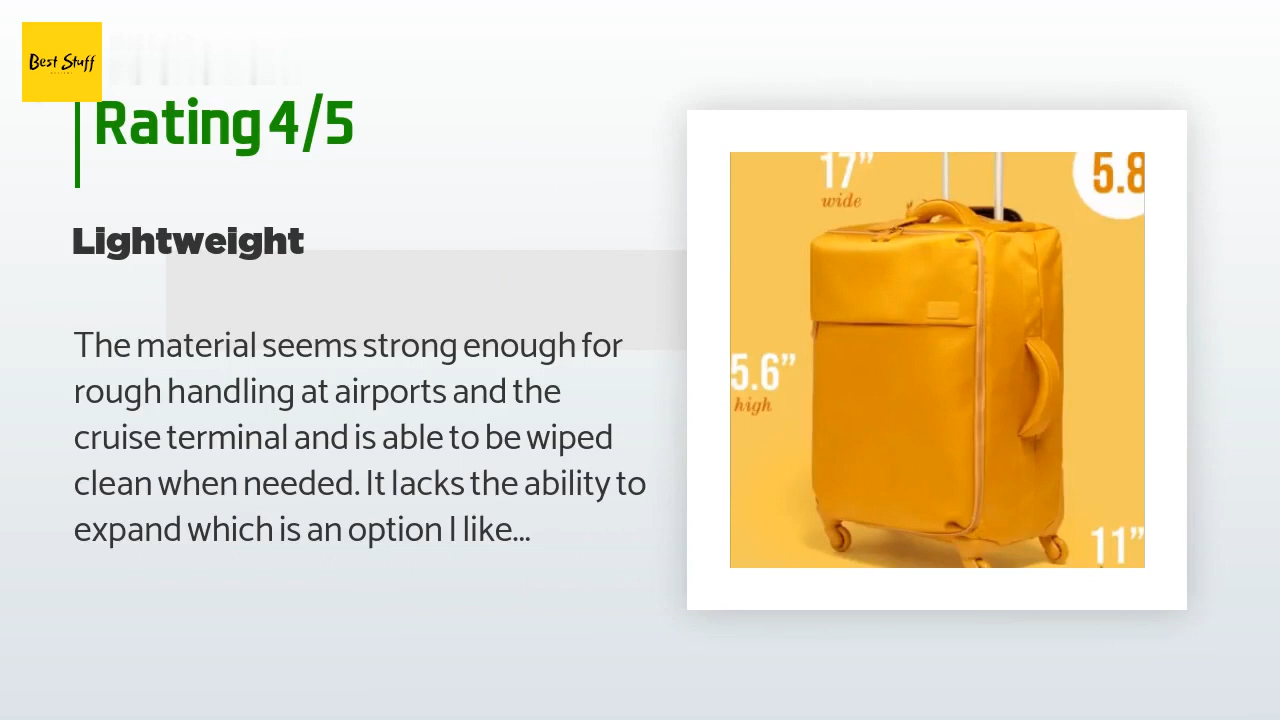 Best Stuff
Rating 4/5
Lightweight
The material seems strong enough for
rough handling at airports and the
cruise terminal and is able to be wiped
clean when needed. It lacks the ability to
expand which is an option I like...
17”
wide
5.8
5.6”
high
11”